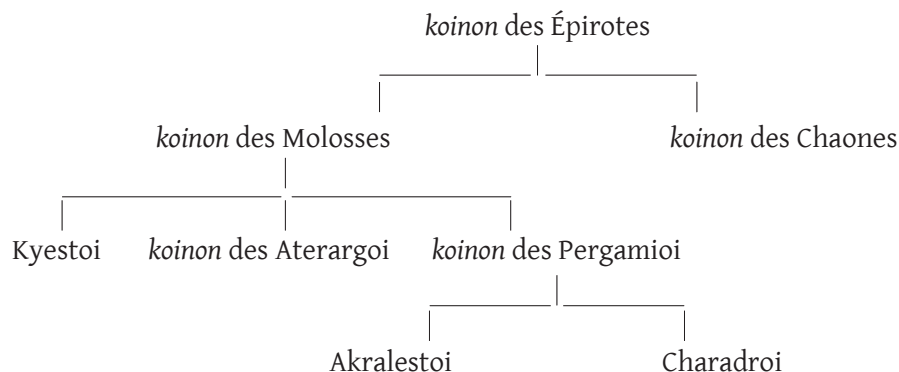 koinon des Épirotes
koinon des Molosses koinon des Chaones
Kyestoi koinon des Aterargoi koinon des Pergamioi
Akralestoi Charadroi